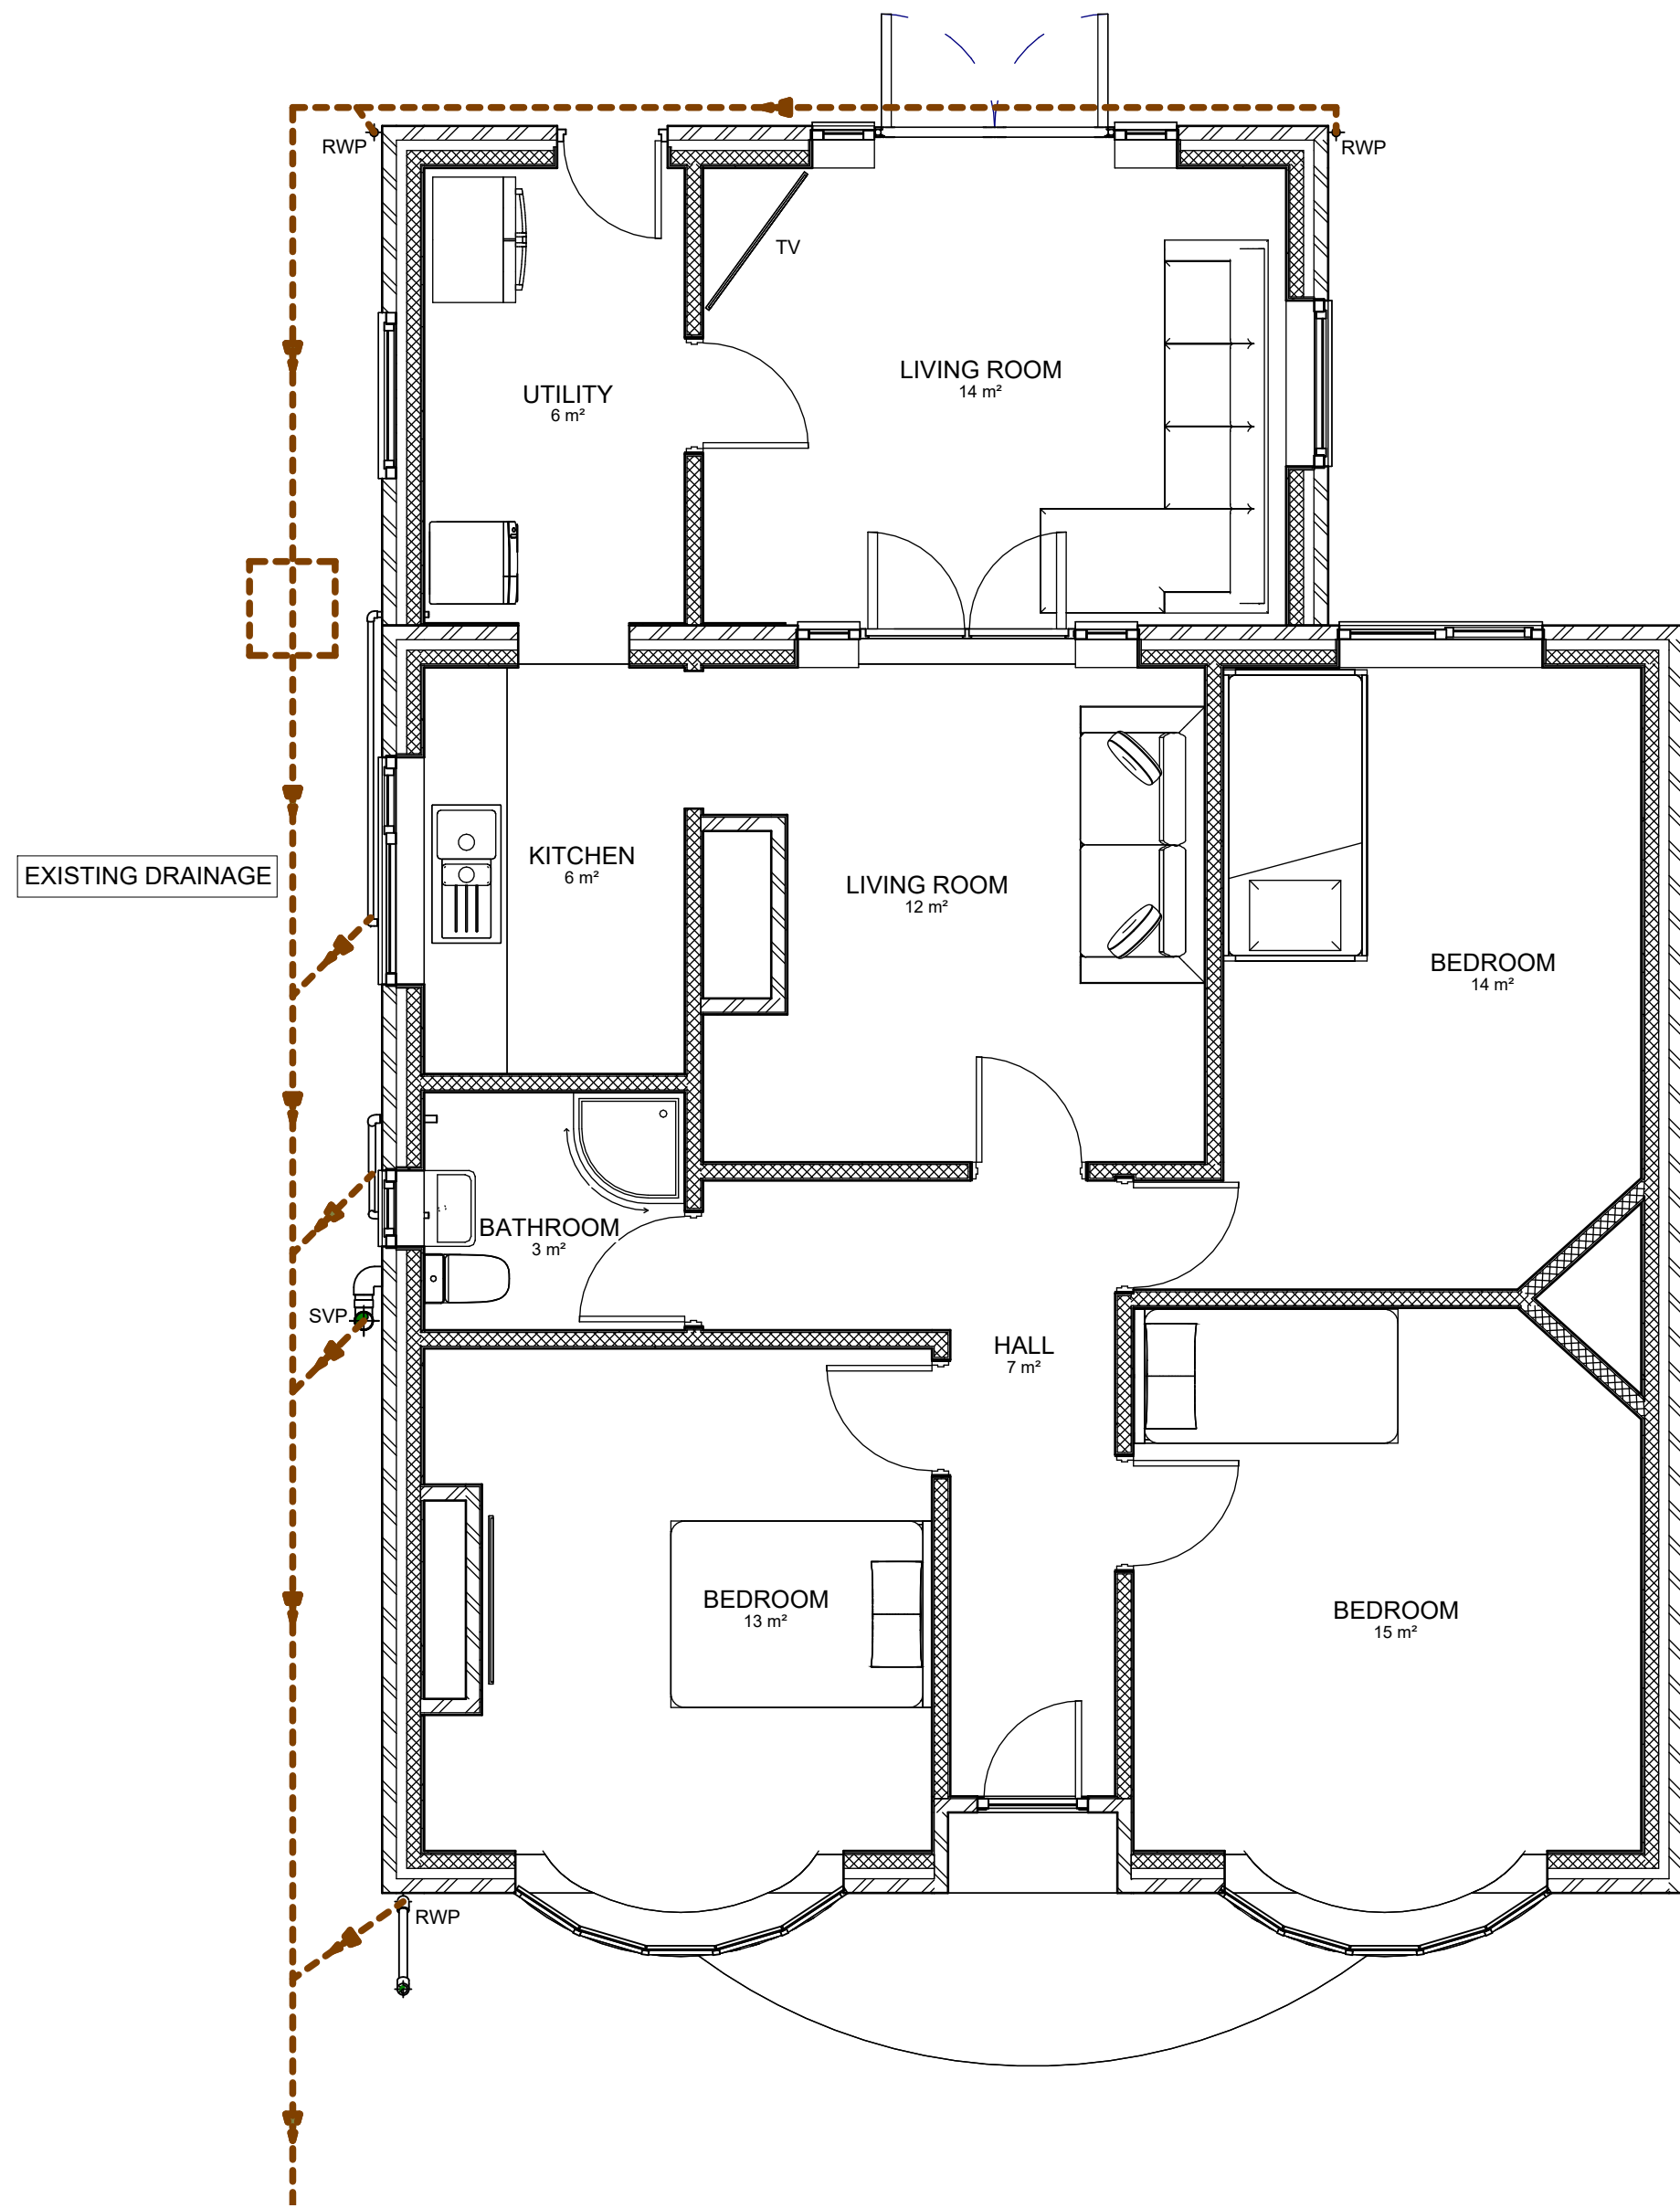 RWP
RWP
TV
LIVING ROOM
14 m²
UTILITY
6 m²
KITCHEN
6 m²
EXISTING DRAINAGE
LIVING ROOM
12 m²
BEDROOM
14 m²
BATHROOM
3 m²
SVP
HALL
7 m²
BEDROOM
13 m²
BEDROOM
15 m²
RWP